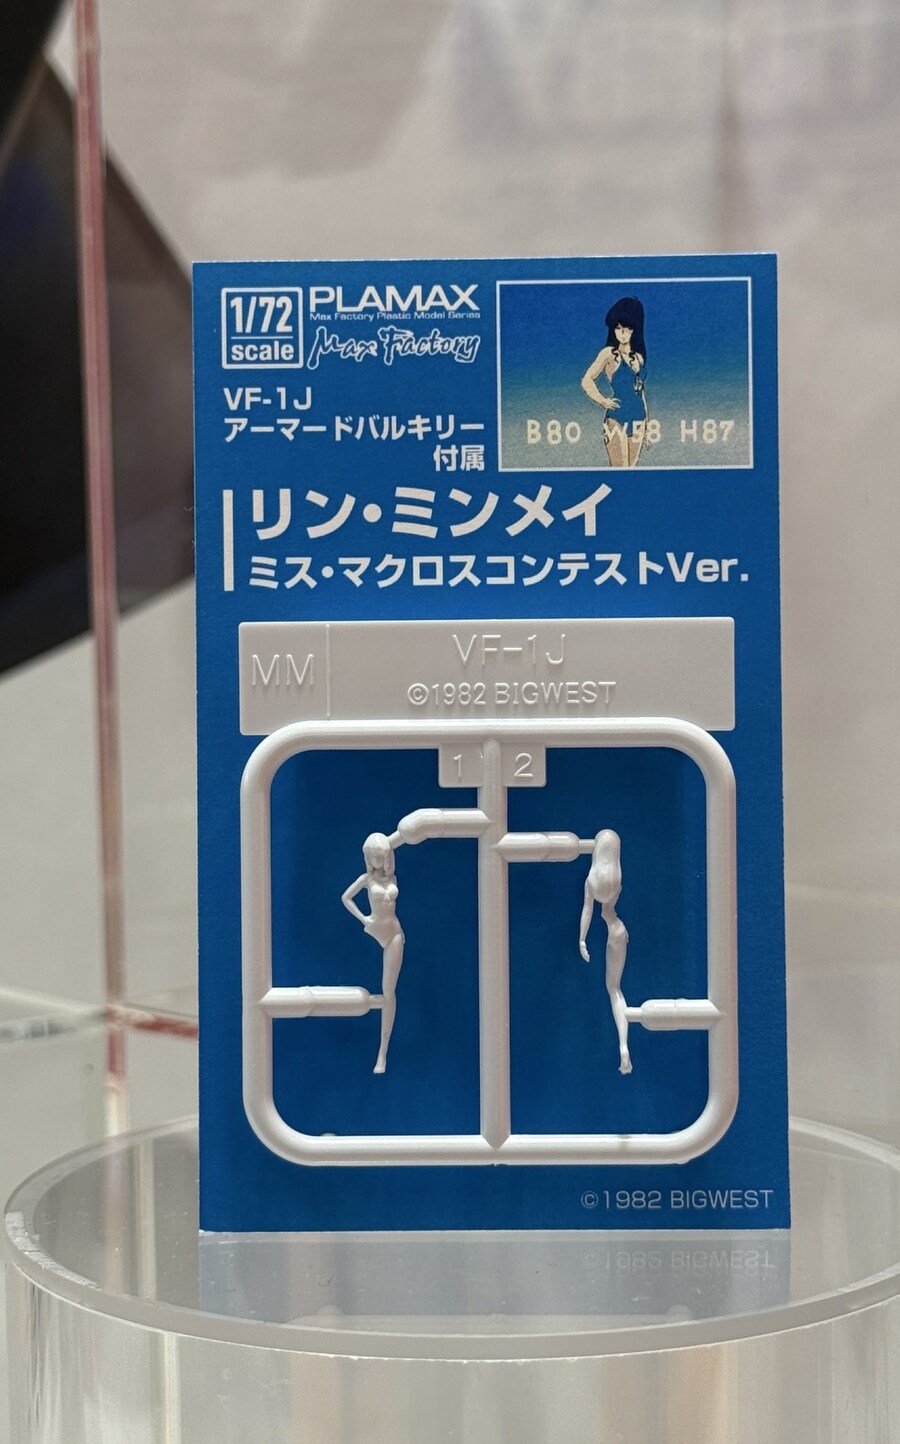 1/72
scale
PLAMAX
Max Factory Plastic Model Series
Max Factory
VF-1J
アーマードバルキリー
付属
B80 W58 H87
リン・ミンメイ
ミス・マクロスコンテストVer.
MM
VF-1J
©1982 BIGWEST
1 2
©1982 BIGWEST